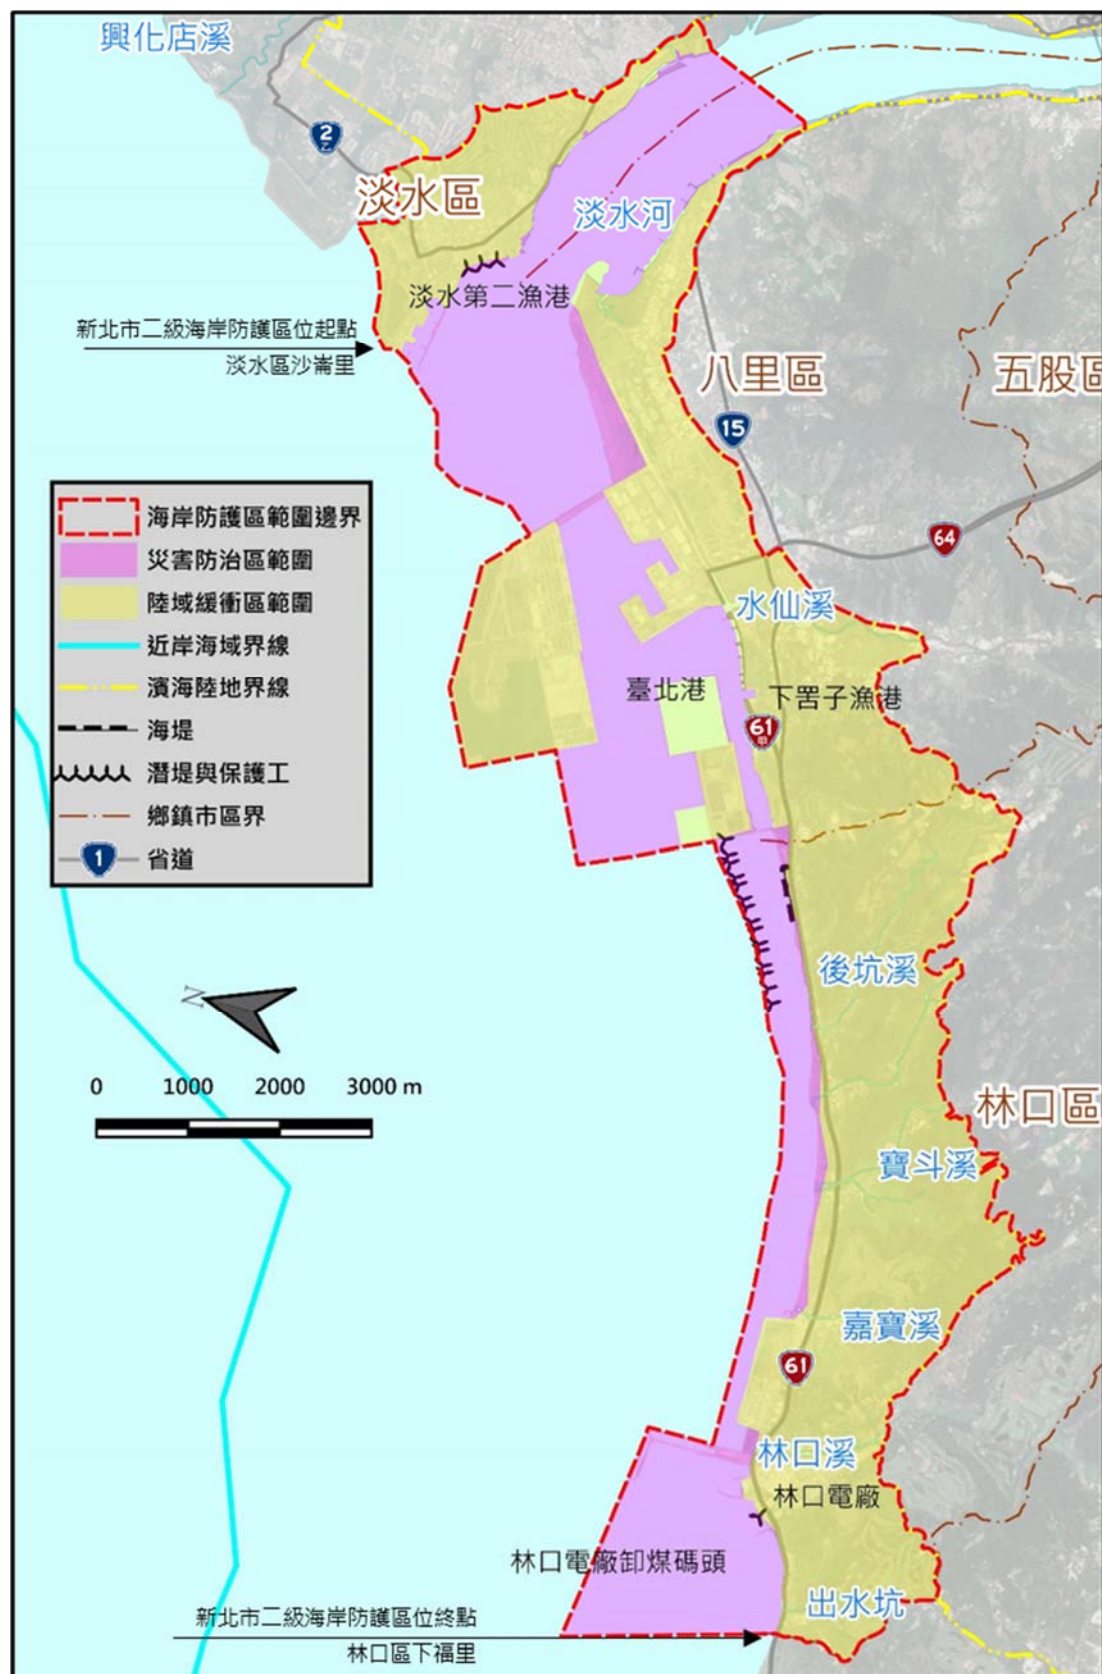 興化店溪
2乙
淡水區
淡水河
淡水第二漁港
新北市二級海岸防護區位起點
淡水區沙崙里
八里區
五股區
15
64
海岸防護區範圍邊界
災害防治區範圍
陸域緩衝區範圍
近岸海域界線
濱海陸地界線
海堤
潛堤與保護工
鄉鎮市區界
1
省道
水仙溪
臺北港
下罟子漁港
61甲
後坑溪
N
0 1000 2000 3000 m
林口區
寶斗溪
嘉寶溪
61
林口溪
林口電廠
林口電廠卸煤碼頭
出水坑
新北市二級海岸防護區位終點
林口區下福里